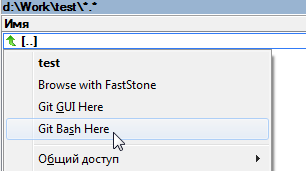 d:\Work\test\*.*
Имя
[..]
test
Browse with FastStone
Git GUI Here
Git Bash Here
Общий доступ